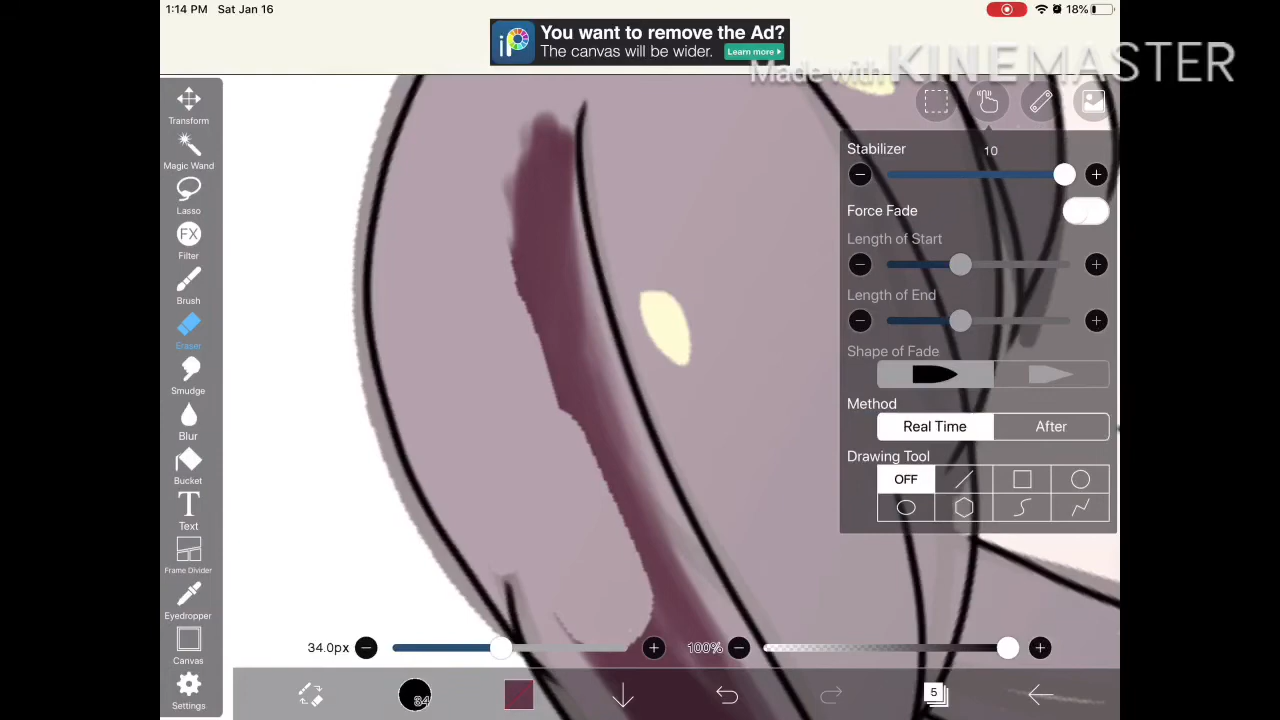 1:14 PM Sat Jan 16
18%
You want to remove the Ad?
The canvas will be wider.
Learn more
iP
Made with KINEMASTER
Transform
Magic Wand
Lasso
FX
Filter
Brush
Eraser
Smudge
Blur
Bucket
T
Text
Frame Divider
Eyedropper
Canvas
Settings
Stabilizer 10
Force Fade
Length of Start
Length of End
Shape of Fade
Method
Real Time After
Drawing Tool
OFF
34.0px 100%
34
5